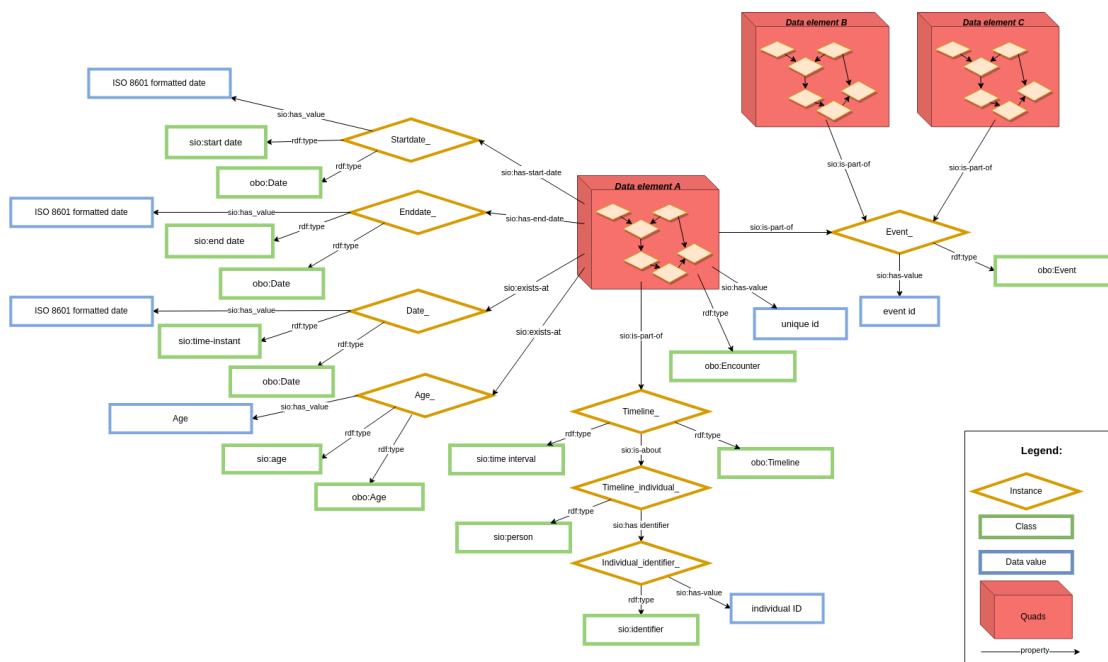 Data element B
Data element C
ISO 8601 formatted date
sio:has_value
Startdate_
sio:start date
rdf:type
rdf:type
obo:Date
sio:has-start-date
Data element A
sio:is-part-of
sio:is-part-of
ISO 8601 formatted date
sio:has_value
Enddate_
sio:has-end-date
rdf:type
sio:end date
rdf:type
obo:Date
sio:is-part-of
Event_
rdf:type
obo:Event
sio:has-value
event id
sio:exists-at
sio:has-value
unique id
ISO 8601 formatted date
sio:has_value
Date_
rdf:type
sio:time-instant
rdf:type
obo:Date
sio:exists-at
rdf:type
sio:is-part-of
obo:Encounter
Age
sio:has_value
Age_
rdf:type
sio:age
rdf:type
obo:Age
Timeline_
rdf:type
rdf:type
sio:is-about
sio:time interval
obo:Timeline
Timeline_individual_
rdf:type
sio:person
sio:has identifier
Individual_identifier_
sio:has-value
rdf:type
individual ID
sio:identifier
Legend:
Instance
Class
Data value
Quads
property